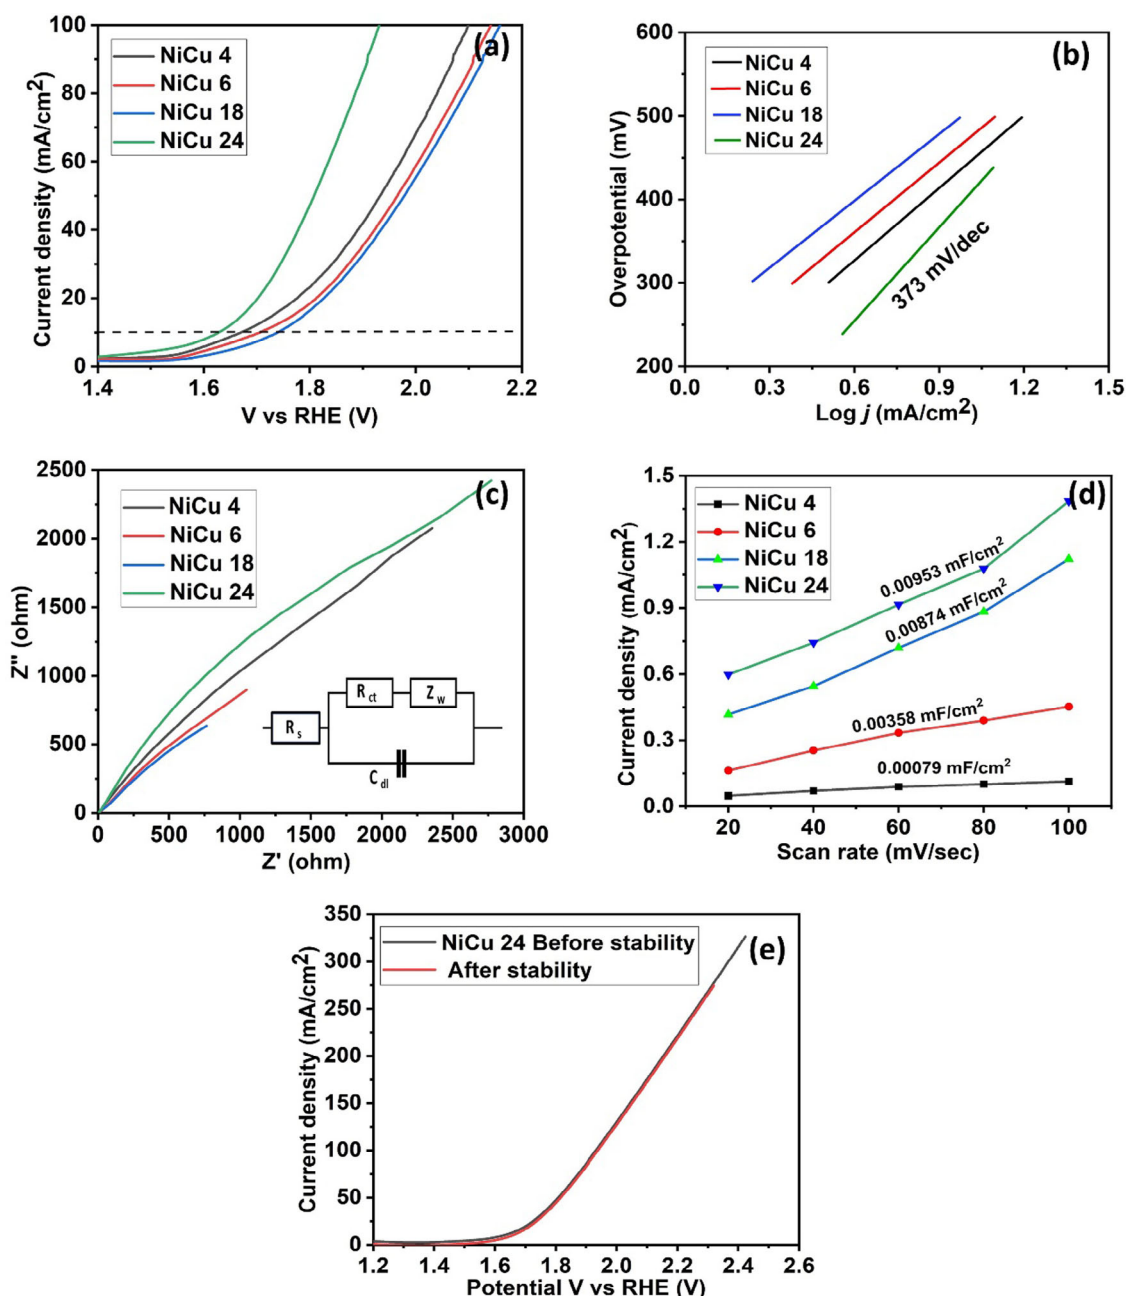 (a)
NiCu 4
NiCu 6
NiCu 18
NiCu 24
Current density (mA/cm²)
100
80
60
40
20
10
0
1.4 1.6 1.8 2.0 2.2
V vs RHE (V)
(b)
NiCu 4
NiCu 6
NiCu 18
NiCu 24
373 mV/dec
Overpotential (mV)
600
500
400
300
200
0.0 0.3 0.6 0.9 1.2 1.5
Log j (mA/cm²)
(c)
NiCu 4
NiCu 6
NiCu 18
NiCu 24
Z" (ohm)
2500
2000
1500
1000
500
0
R_s
R_ct
Z_w
C_dl
0 500 1000 1500 2000 2500 3000
Z' (ohm)
(d)
NiCu 4
NiCu 6
NiCu 18
NiCu 24
0.00953 mF/cm²
0.00874 mF/cm²
0.00358 mF/cm²
0.00079 mF/cm²
Current density (mA/cm²)
1.5
1.2
0.9
0.6
0.3
0.0
20 40 60 80 100
Scan rate (mV/sec)
(e)
NiCu 24 Before stability
After stability
Current density (mA/cm²)
350
300
250
200
150
100
50
0
1.2 1.4 1.6 1.8 2.0 2.2 2.4 2.6
Potential V vs RHE (V)